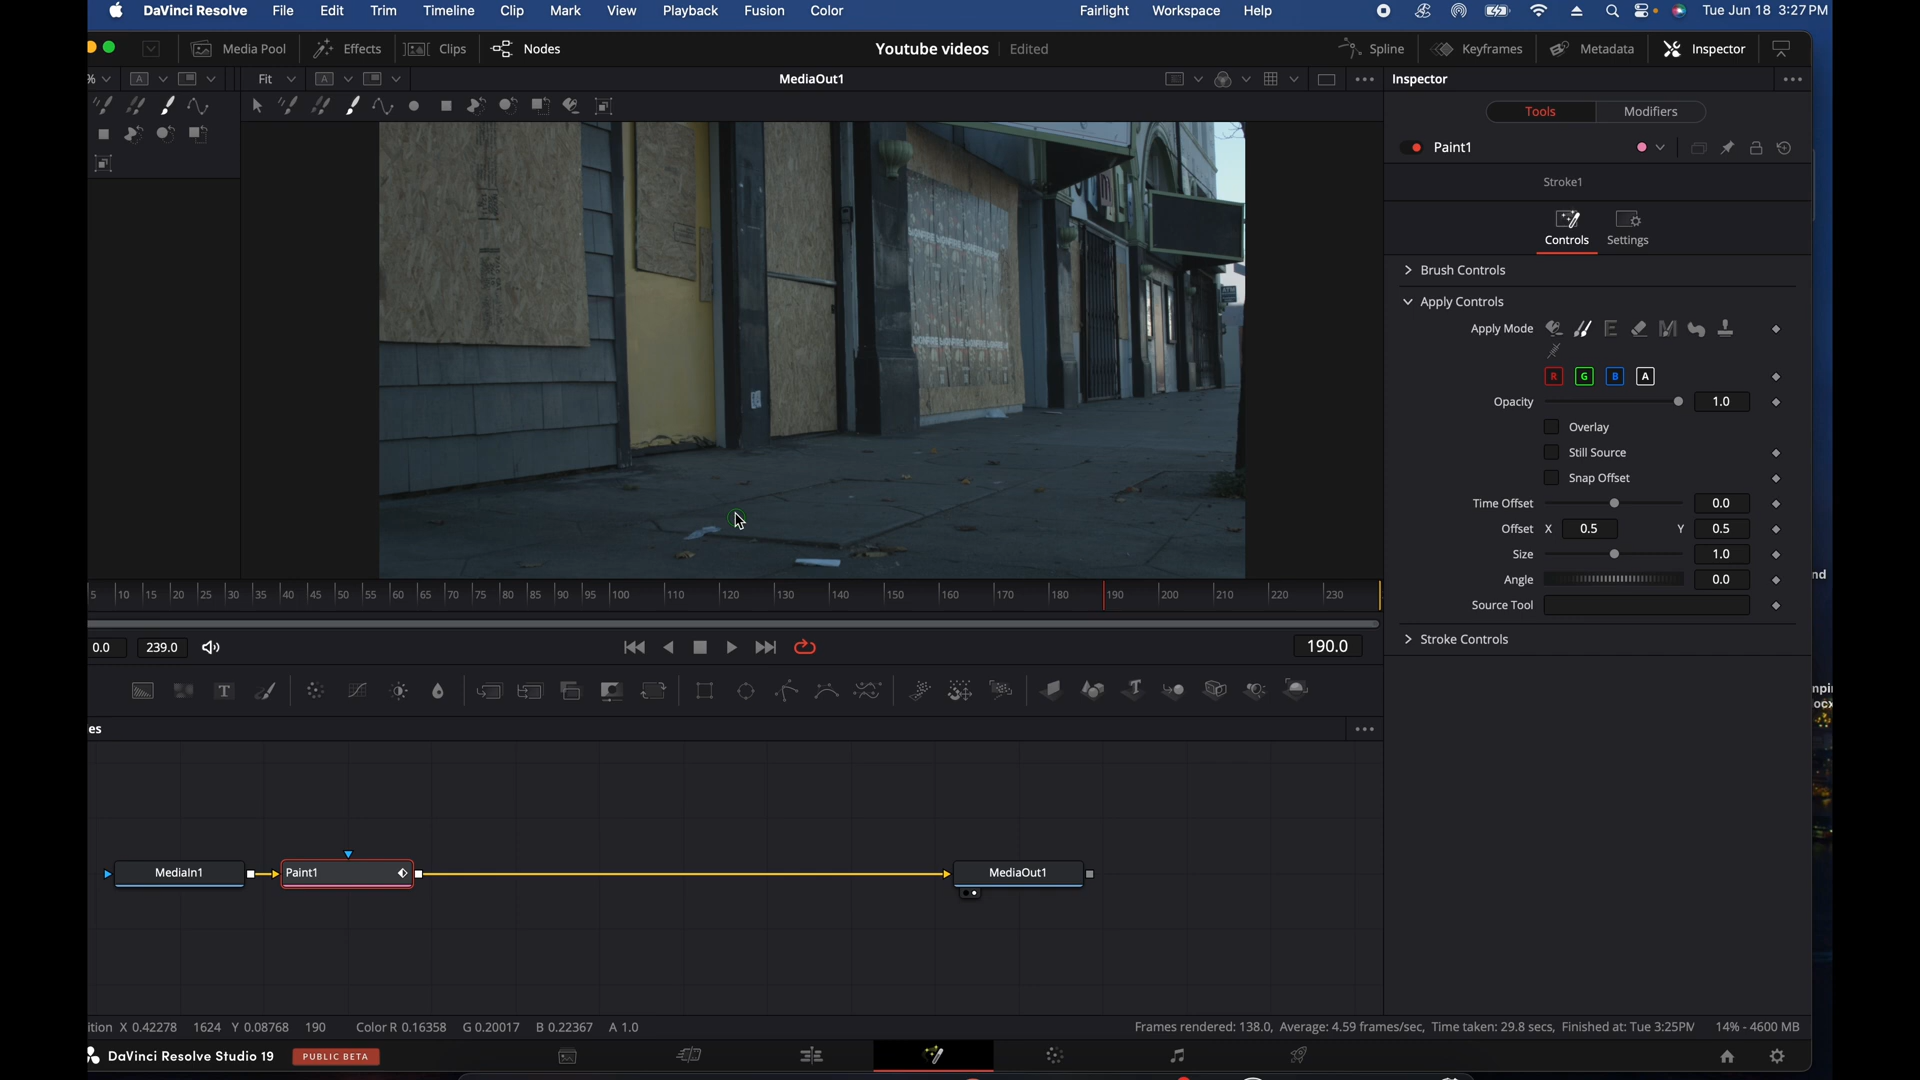 DaVinci Resolve File Edit Trim Timeline Clip Mark View Playback Fusion Color Fairlight Workspace Help Tue Jun 18 3:27 PM
Media Pool Effects Clips Nodes Youtube videos Edited Spline Keyframes Metadata Inspector
% Fit MediaOut1 Inspector
Tools Modifiers
Paint1
Stroke1
Controls Settings
Brush Controls
Apply Controls
Apply Mode
R G B A
Opacity 1.0
Overlay
Still Source
Snap Offset
Time Offset 0.0
Offset X 0.5 Y 0.5
Size 1.0
Angle 0.0
Source Tool
Stroke Controls
5 10 15 20 25 30 35 40 45 50 55 60 65 70 75 80 85 90 95 100 110 120 130 140 150 160 170 180 190 200 210 220 230
0.0 239.0 190.0
T
es
MediaIn1 Paint1 MediaOut1
ition X 0.42278 1624 Y 0.08768 190 Color R 0.16358 G 0.20017 B 0.22367 A 1.0 Frames rendered: 138.0, Average: 4.59 frames/sec, Time taken: 29.8 secs, Finished at: Tue 3:25PM 14% - 4600 MB
DaVinci Resolve Studio 19 PUBLIC BETA